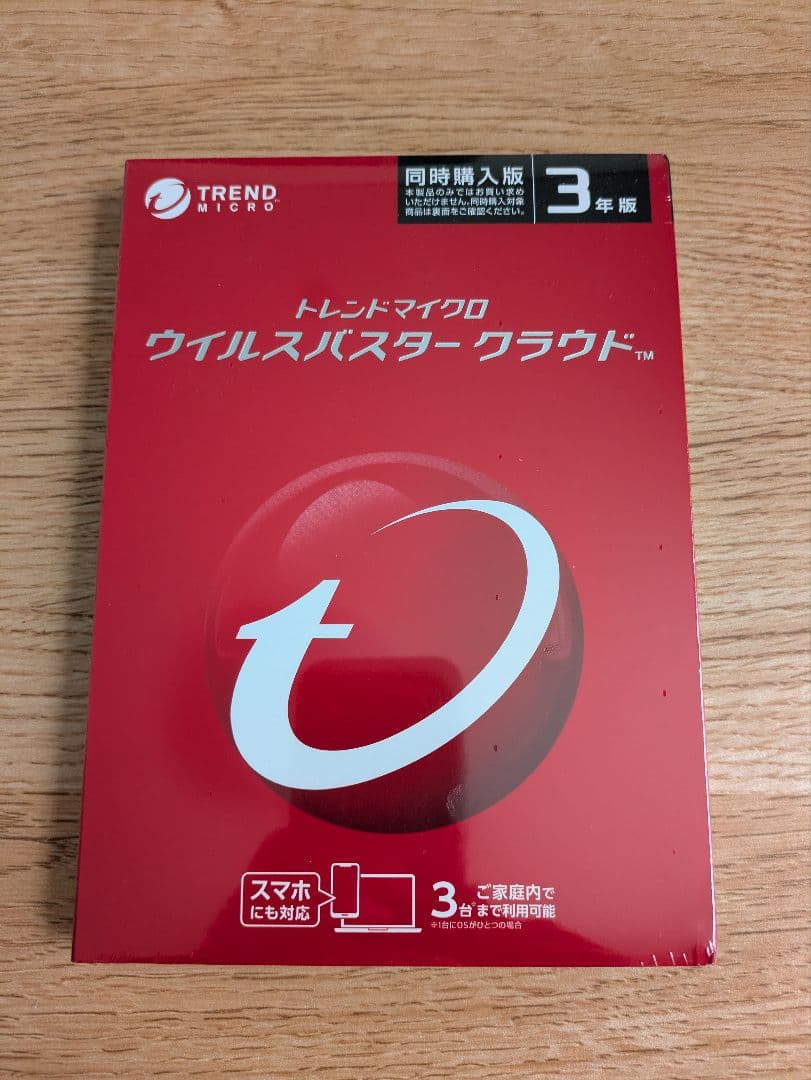 TREND
MICRO™
同時購入版
本製品のみではお買い求め
いただけません。同時購入対象
商品は裏面をご確認ください。
3年版
トレンドマイクロ
ウイルスバスター クラウド™
スマホ
にも対応
3台※
ご家庭内で
まで利用可能
※1台にOSがひとつの場合